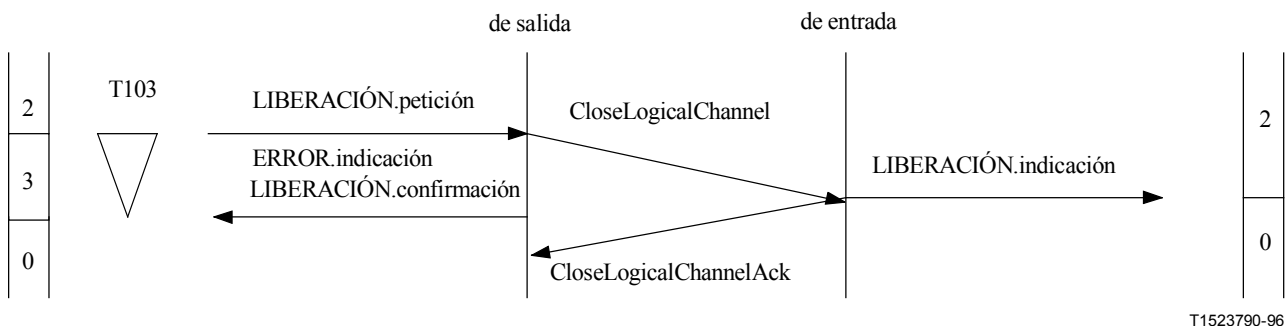 de salida
de entrada
T103
2
LIBERACIÓN.petición
CloseLogicalChannel
2
ERROR.indicación
LIBERACIÓN.indicación
3
LIBERACIÓN.confirmación
0
0
CloseLogicalChannelAck
T1523790-96